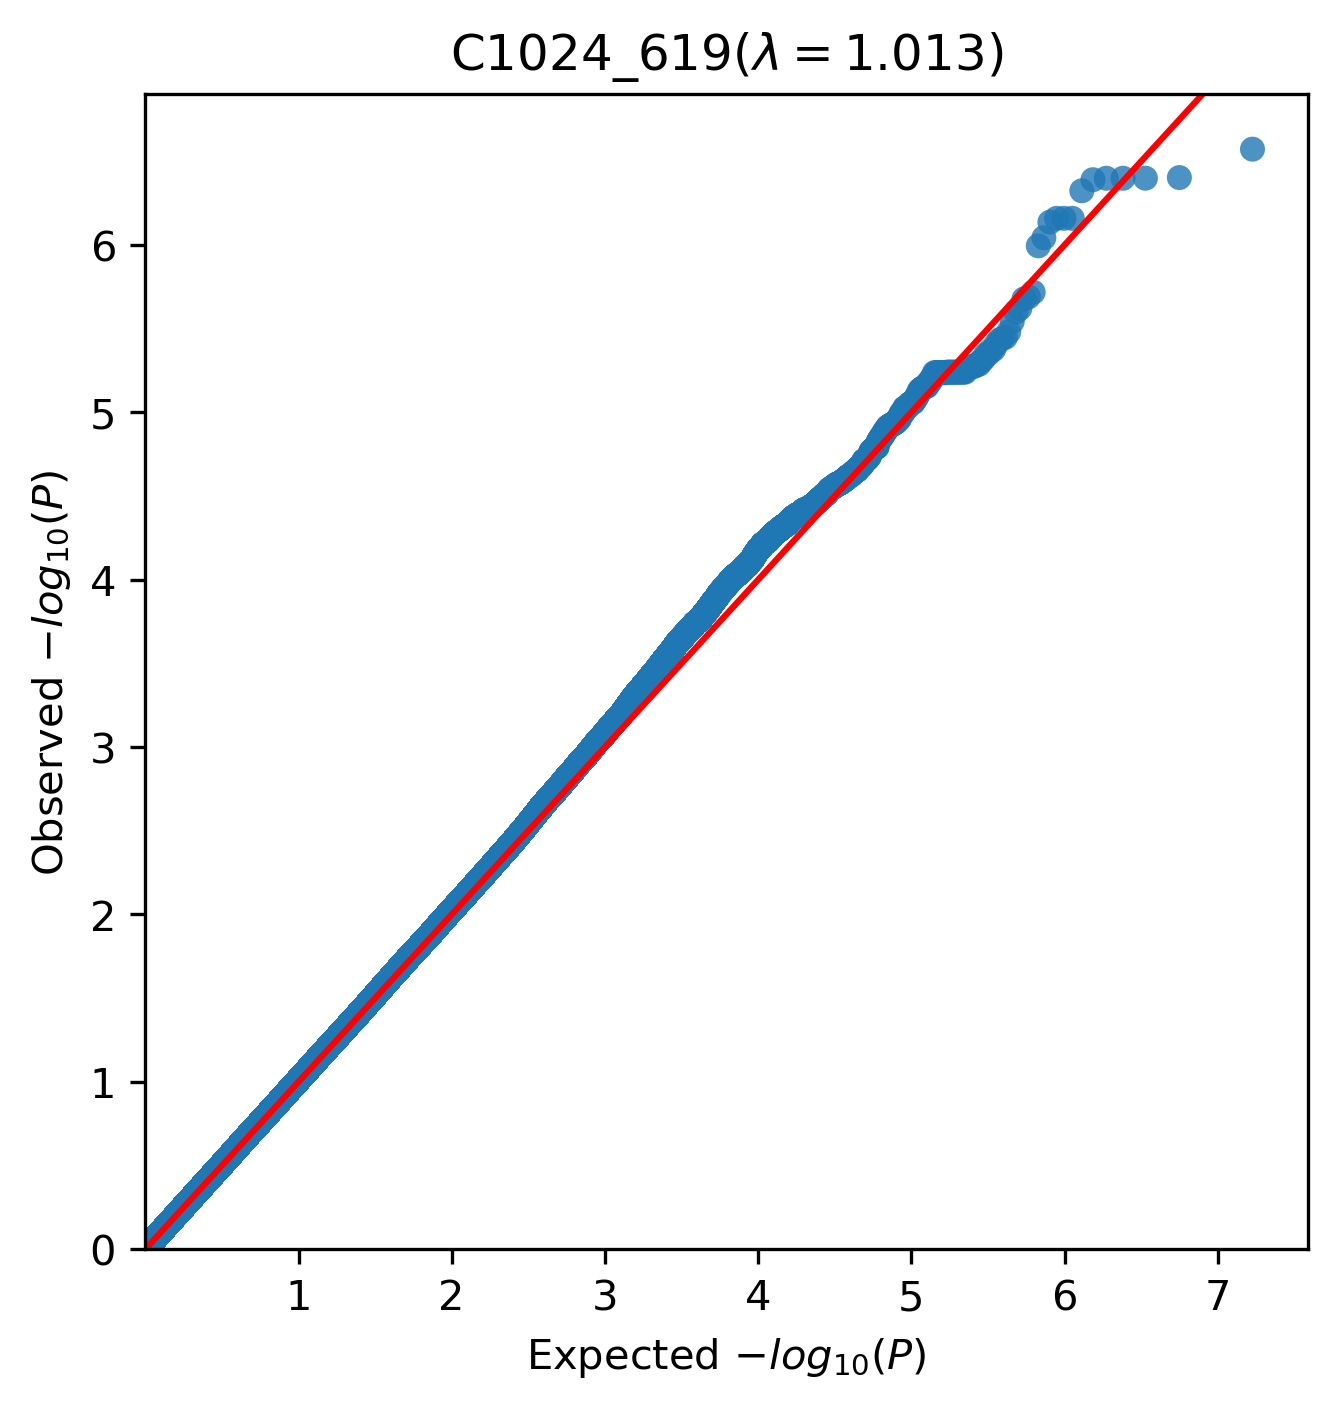 C1024_619(λ = 1.013)
Observed −log₁₀(P)
6
5
4
3
2
1
0
1 2 3 4 5 6 7
Expected −log₁₀(P)